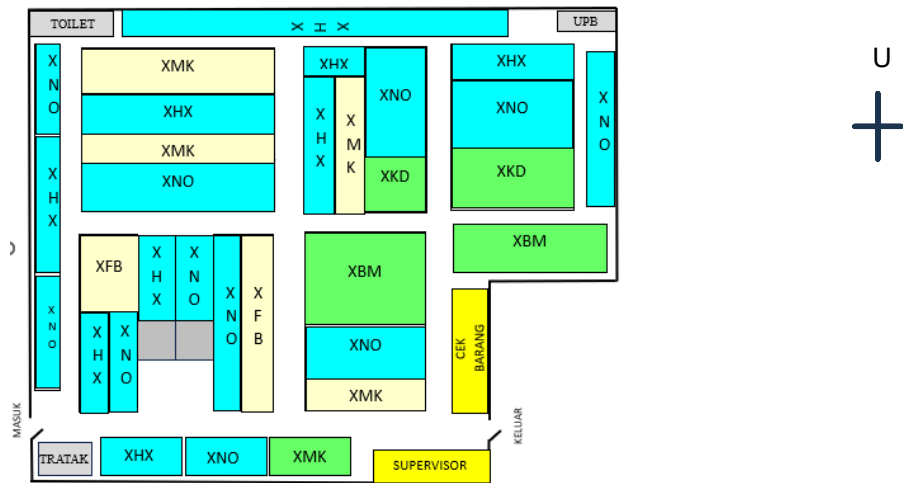 TOILET
XHX
UPB
XNO
XMK
XHX
XMK
XNO
XHX
XHX
XMK
XNO
XKD
XHX
XNO
XKD
XNO
U
XHX
XNO
XFB
XHX
XNO
XHX
XNO
XNO
XFB
XBM
XNO
XMK
XBM
CEK
BARANG
MASUK
KELUAR
TRATAK
XHX
XNO
XMK
SUPERVISOR